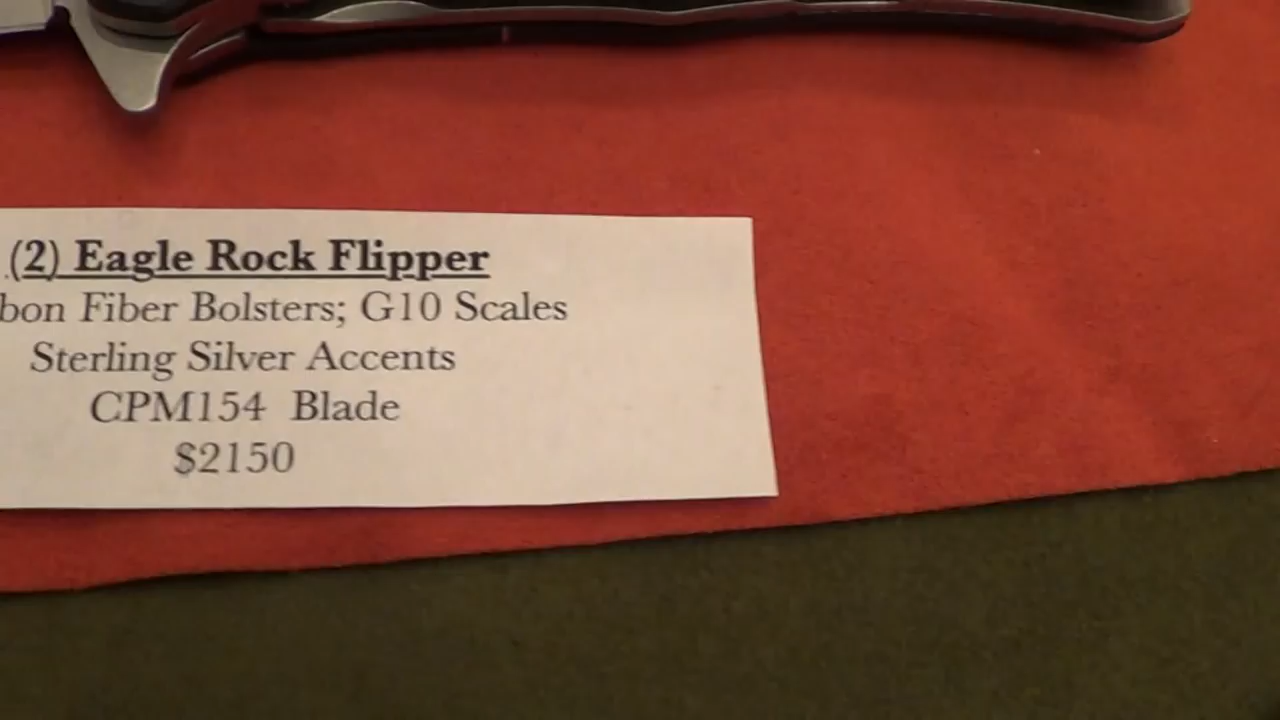 (2) Eagle Rock Flipper
bon Fiber Bolsters; G10 Scales
Sterling Silver Accents
CPM154 Blade
$2150